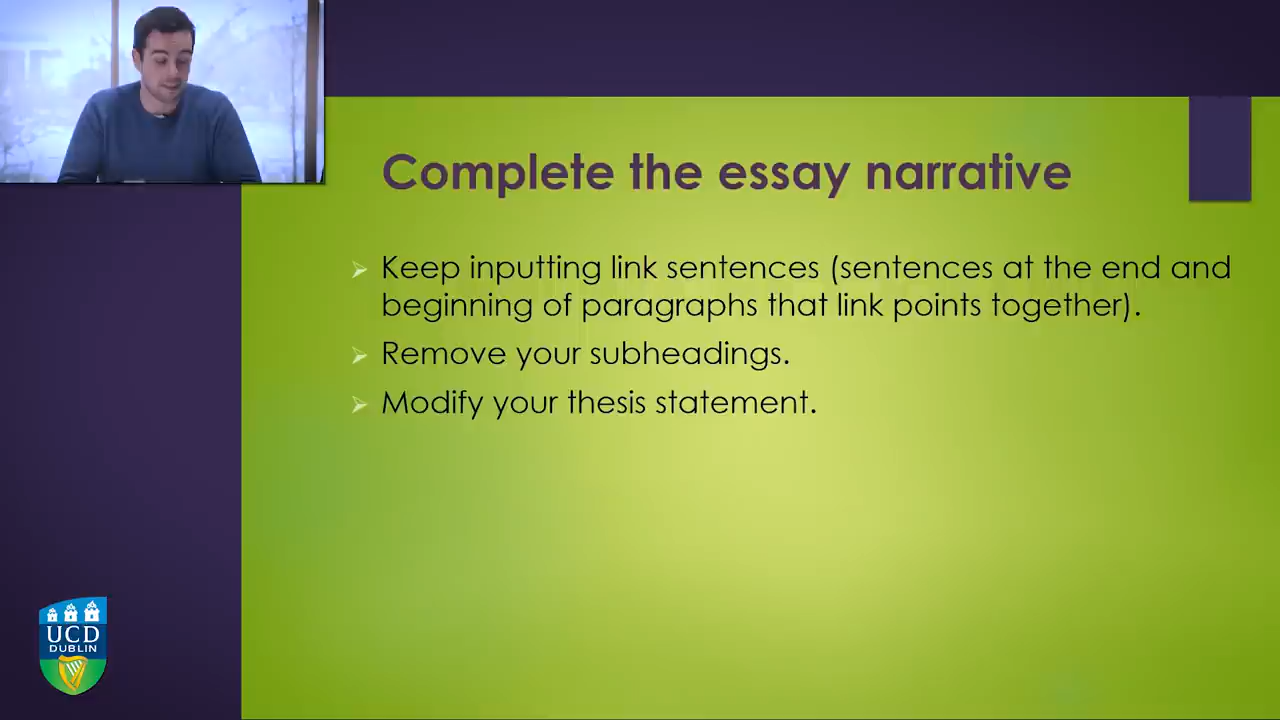 Complete the essay narrative
Keep inputting link sentences (sentences at the end and
beginning of paragraphs that link points together).
Remove your subheadings.
Modify your thesis statement.
UCD
DUBLIN